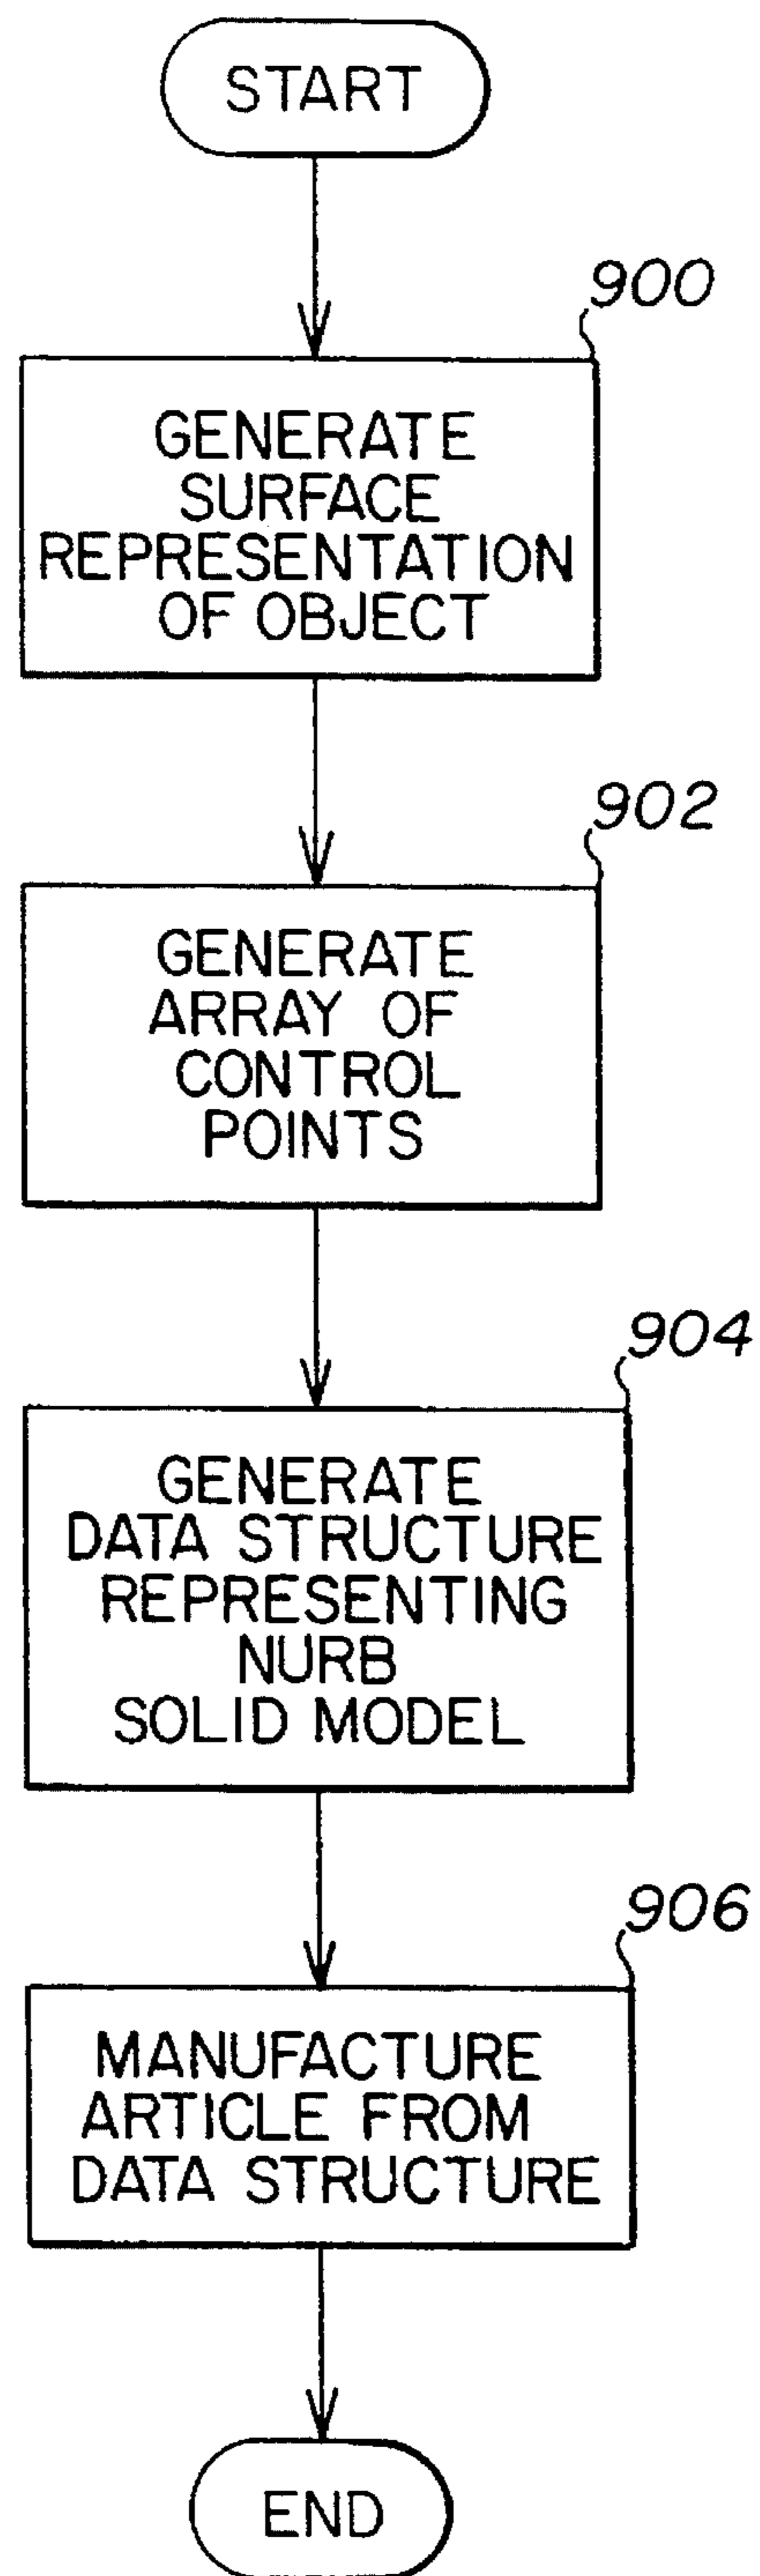 START
900
GENERATE
SURFACE
REPRESENTATION
OF OBJECT
902
GENERATE
ARRAY OF
CONTROL
POINTS
904
GENERATE
DATA STRUCTURE
REPRESENTING
NURB
SOLID MODEL
906
MANUFACTURE
ARTICLE FROM
DATA STRUCTURE
END